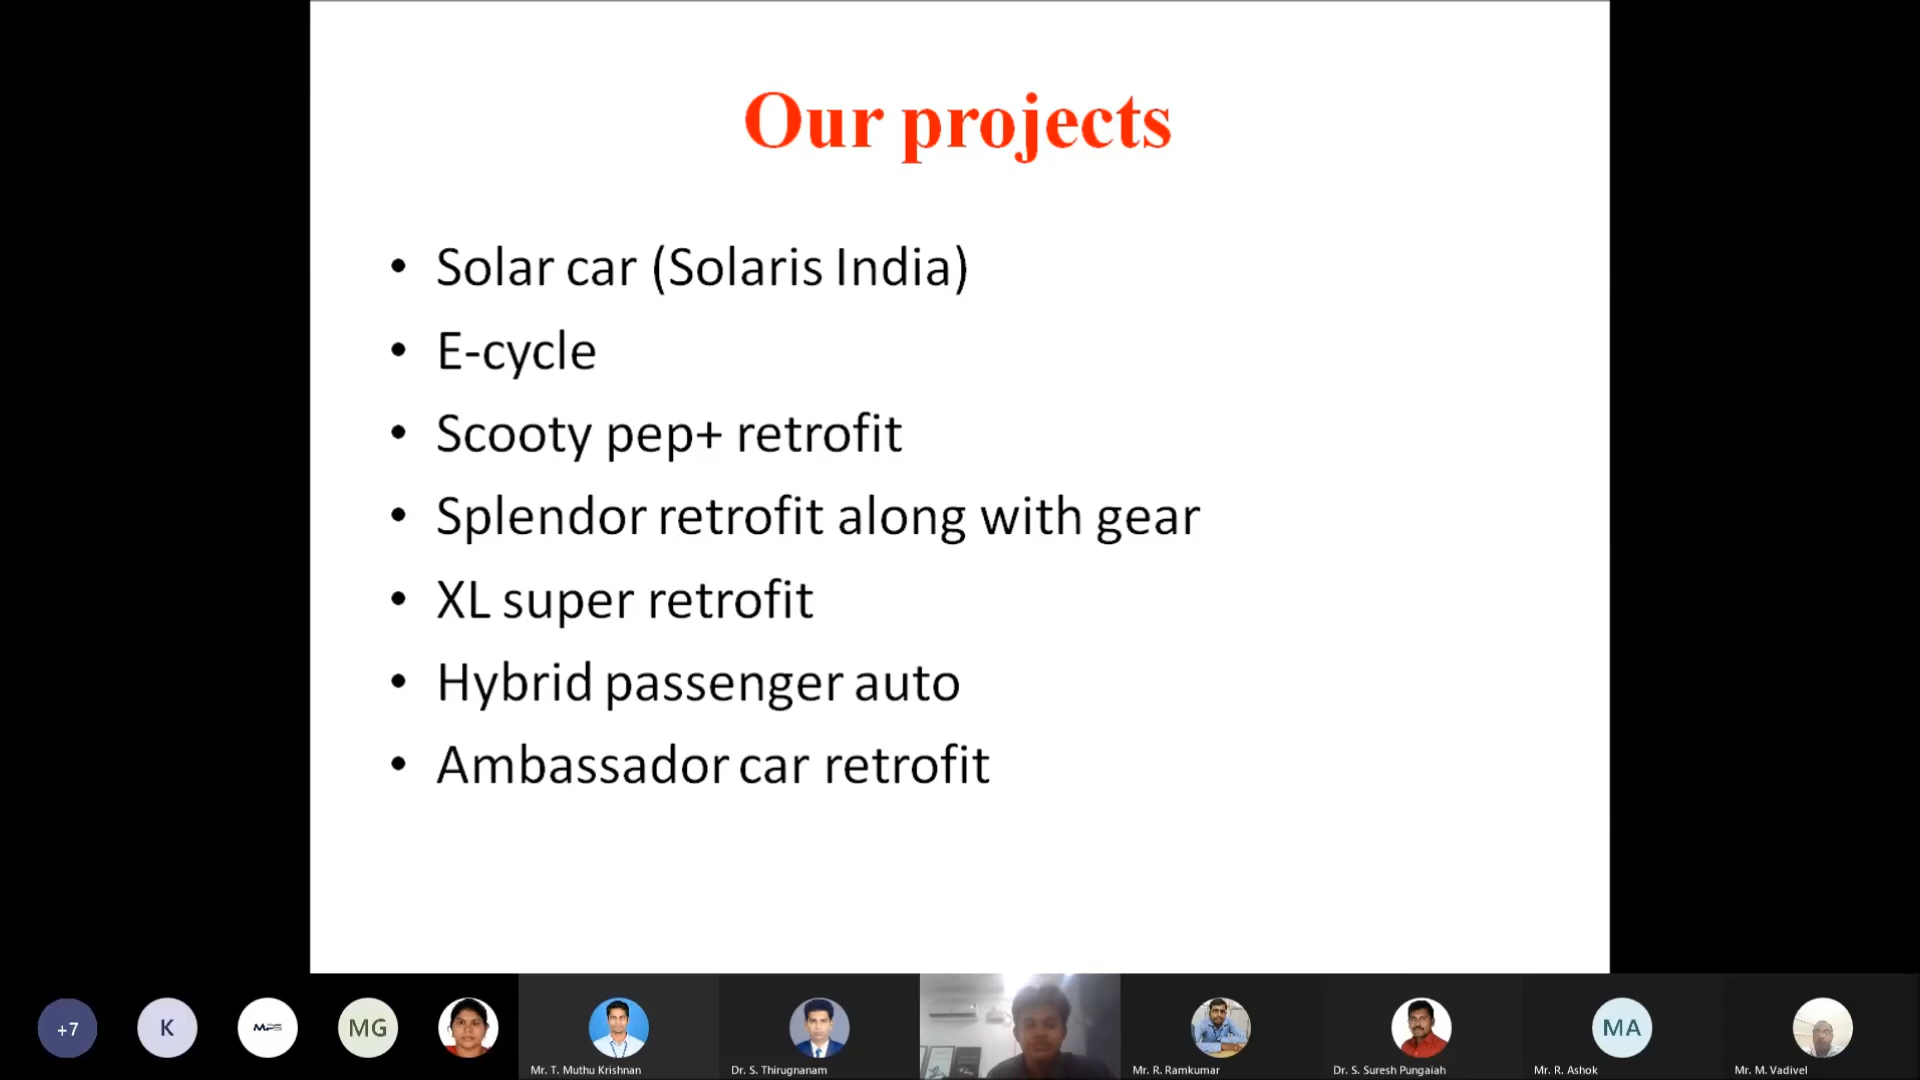 Our projects
• Solar car (Solaris India)
• E-cycle
• Scooty pep+ retrofit
• Splendor retrofit along with gear
• XL super retrofit
• Hybrid passenger auto
• Ambassador car retrofit
+7
K
MPS
MG
MA
Mr. T. Muthu Krishnan
Dr. S. Thirugnanam
Mr. R. Ramkumar
Dr. S. Suresh Pungaiah
Mr. R. Ashok
Mr. M. Vadivel